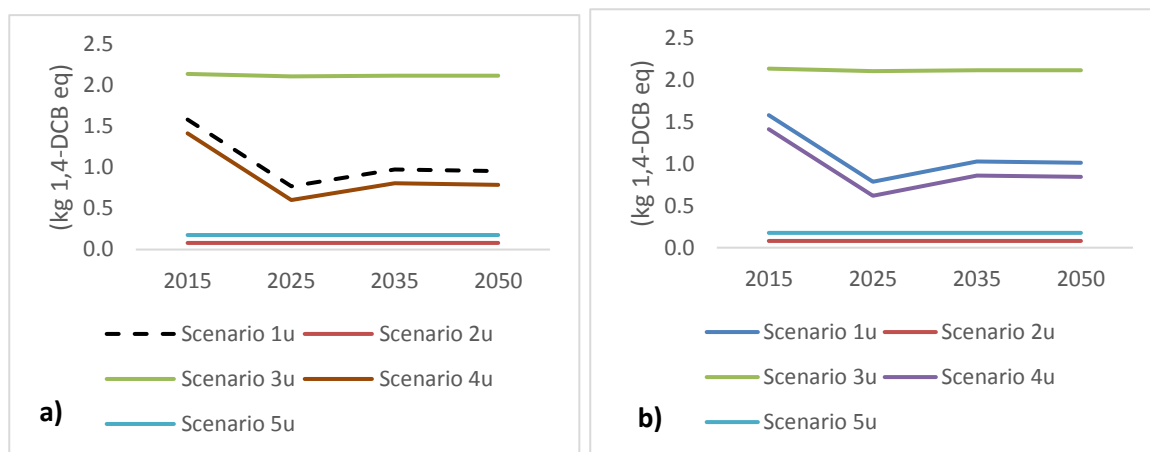 (kg 1,4-DCB eq)
2.5
2.0
1.5
1.0
0.5
0.0
2015 2025 2035 2050
Scenario 1u Scenario 2u
Scenario 3u Scenario 4u
Scenario 5u
a)
(kg 1,4-DCB eq)
2.5
2.0
1.5
1.0
0.5
0.0
2015 2025 2035 2050
Scenario 1u Scenario 2u
Scenario 3u Scenario 4u
Scenario 5u
b)